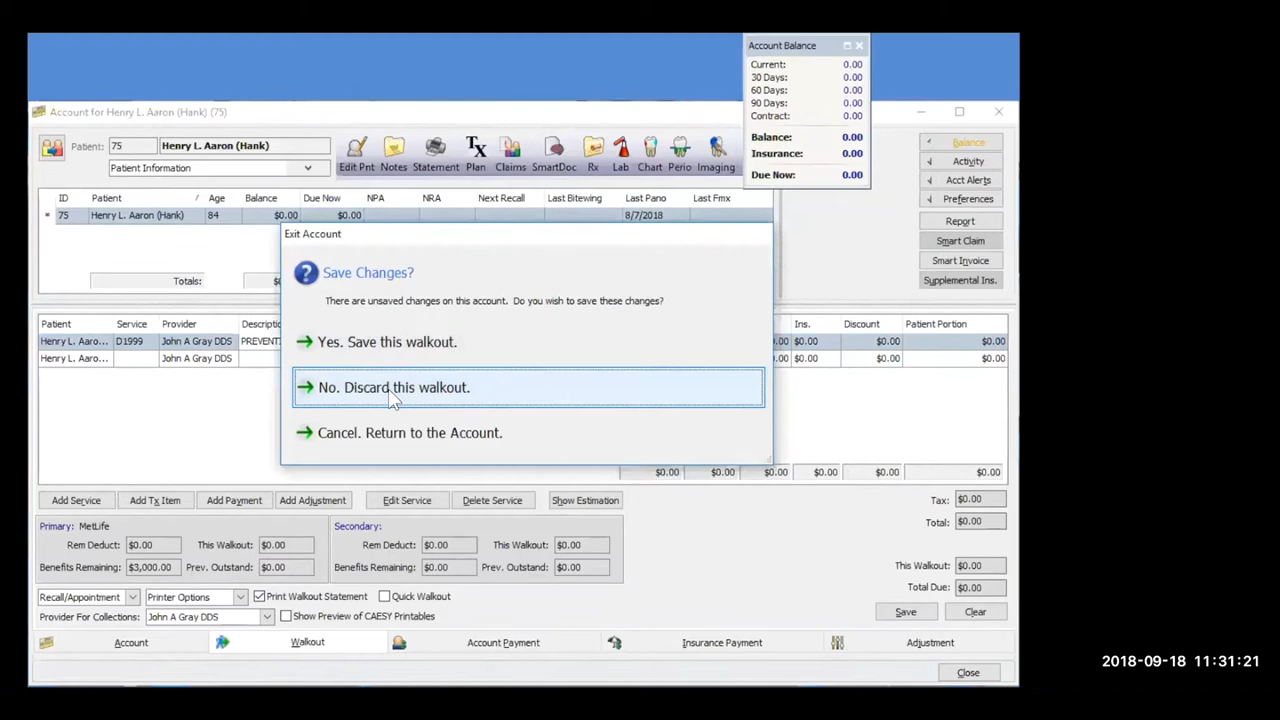 Account Balance
Current: 0.00
30 Days: 0.00
60 Days: 0.00
90 Days: 0.00
Contract: 0.00
Balance: 0.00
Insurance: 0.00
Due Now: 0.00
Account for Henry L. Aaron (Hank) (75)
Patient: 75 Henry L. Aaron (Hank)
Patient Information
Edit Pnt Notes Statement Plan Claims SmartDoc Rx Lab Chart Perio Imaging
Tx
Balance
Activity
Acct Alerts
Preferences
Report
Smart Claim
Smart Invoice
Supplemental Ins.
ID Patient / Age Balance Due Now NPA NRA Next Recall Last Bitewing Last Pano Last Fmx
* 75 Henry L. Aaron (Hank) 84 $0.00 $0.00 8/7/2018
Totals:
Exit Account
? Save Changes?
There are unsaved changes on this account. Do you wish to save these changes?
Yes. Save this walkout.
No. Discard this walkout.
Cancel. Return to the Account.
Patient Service Provider Ins. Discount Patient Portion
Henry L. Aaro... D1999 John A Gray DDS $0.00 $0.00 $0.00
Henry L. Aaro... John A Gray DDS $0.00 $0.00 $0.00
$0.00 $0.00 $0.00 $0.00 $0.00 $0.00
Add Service Add Tx Item Add Payment Add Adjustment Edit Service Delete Service Show Estimation
Tax: $0.00
Total: $0.00
This Walkout: $0.00
Total Due: $0.00
Primary: MetLife
Rem Deduct: $0.00 This Walkout: $0.00
Benefits Remaining: $3,000.00 Prev. Outstand: $0.00
Secondary:
Rem Deduct: $0.00 This Walkout: $0.00
Benefits Remaining: $0.00 Prev. Outstand: $0.00
Recall/Appointment Printer Options Print Walkout Statement Quick Walkout
Provider For Collections: John A Gray DDS Show Preview of CAESY Printables
Save Clear
Account Walkout Account Payment Insurance Payment Adjustment
Close
2018-09-18 11:31:21